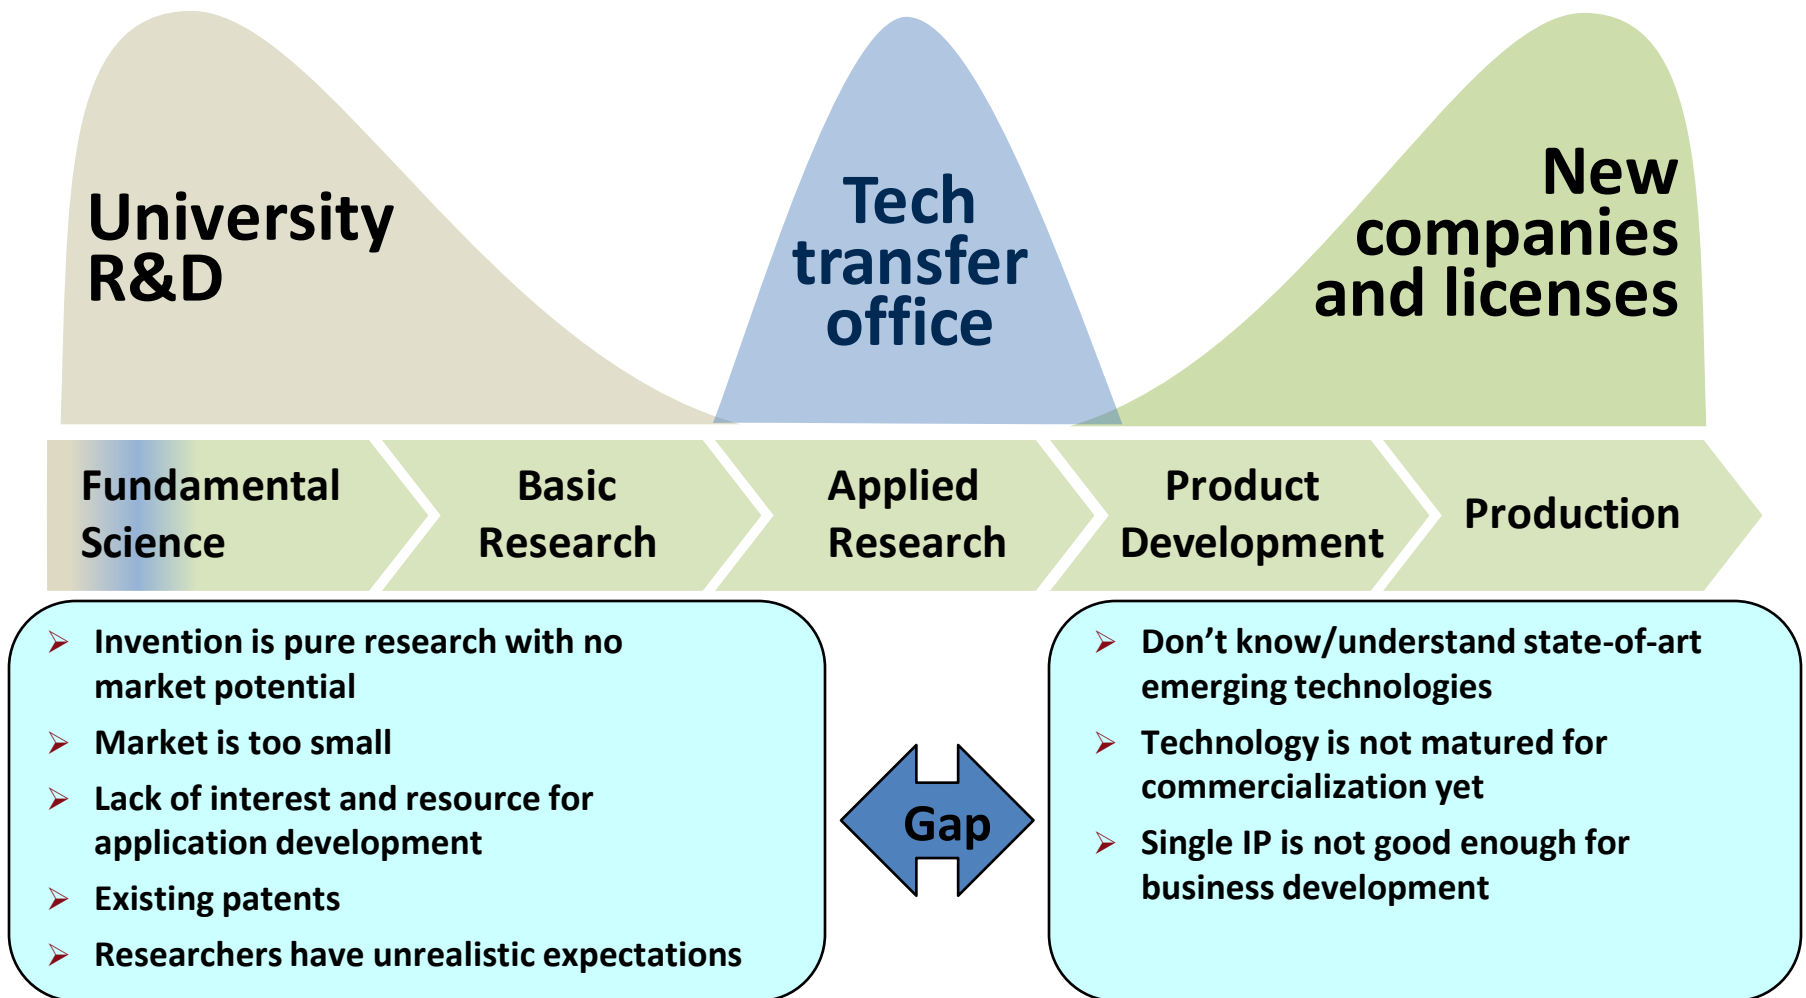 University
R&D
Tech
transfer
office
New
companies
and licenses
Fundamental
Science
Basic
Research
Applied
Research
Product
Development
Production
Invention is pure research with no
market potential
Market is too small
Lack of interest and resource for
application development
Existing patents
Researchers have unrealistic expectations
Gap
Don’t know/understand state-of-art
emerging technologies
Technology is not matured for
commercialization yet
Single IP is not good enough for
business development